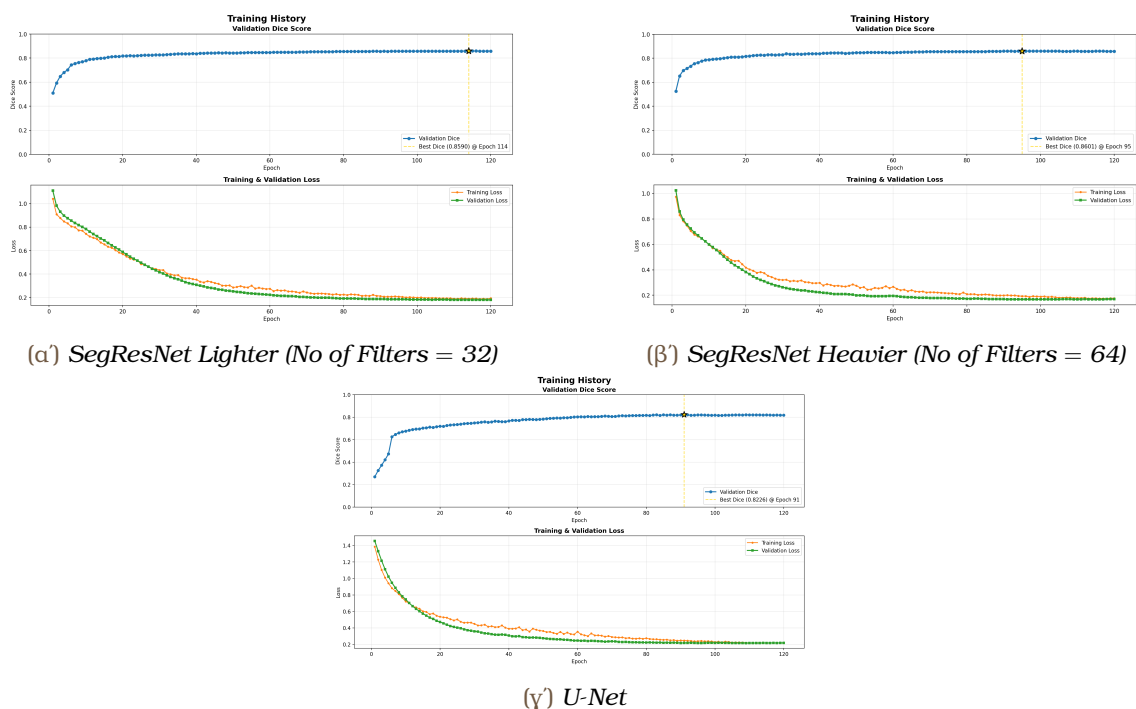 Training History
Validation Dice Score
1.0
0.8
0.6
0.4
0.2
0.0
Dice Score
Validation Dice
Best Dice (0.8590) @ Epoch 114
0 20 40 60 80 100 120
Epoch
Training & Validation Loss
1.0
0.8
0.6
0.4
0.2
Loss
Training Loss
Validation Loss
0 20 40 60 80 100 120
Epoch
(α') SegResNet Lighter (No of Filters = 32)
Training History
Validation Dice Score
1.0
0.8
0.6
0.4
0.2
0.0
Dice Score
Validation Dice
Best Dice (0.8601) @ Epoch 95
0 20 40 60 80 100 120
Epoch
Training & Validation Loss
1.0
0.8
0.6
0.4
0.2
Loss
Training Loss
Validation Loss
0 20 40 60 80 100 120
Epoch
(β') SegResNet Heavier (No of Filters = 64)
Training History
Validation Dice Score
1.0
0.8
0.6
0.4
0.2
0.0
Dice Score
Validation Dice
Best Dice (0.8226) @ Epoch 91
0 20 40 60 80 100 120
Epoch
Training & Validation Loss
1.4
1.2
1.0
0.8
0.6
0.4
0.2
Loss
Training Loss
Validation Loss
0 20 40 60 80 100 120
Epoch
(γ') U-Net